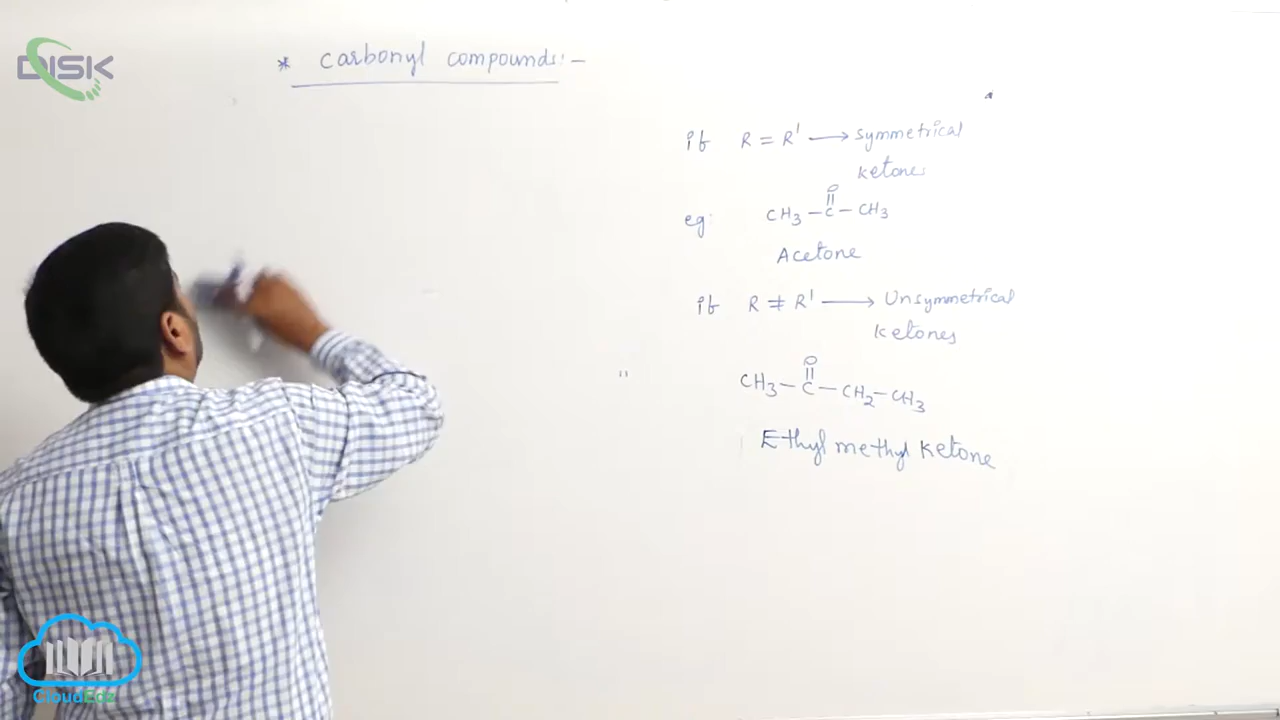 DISK
* Carbonyl compounds:-
if R = R' → symmetrical
ketones
eg: CH3 – C – CH3
O
Acetone
if R ≠ R' → Unsymmetrical
ketones
O
CH3 – C – CH2 – CH3
Ethyl methyl ketone
CloudEdz